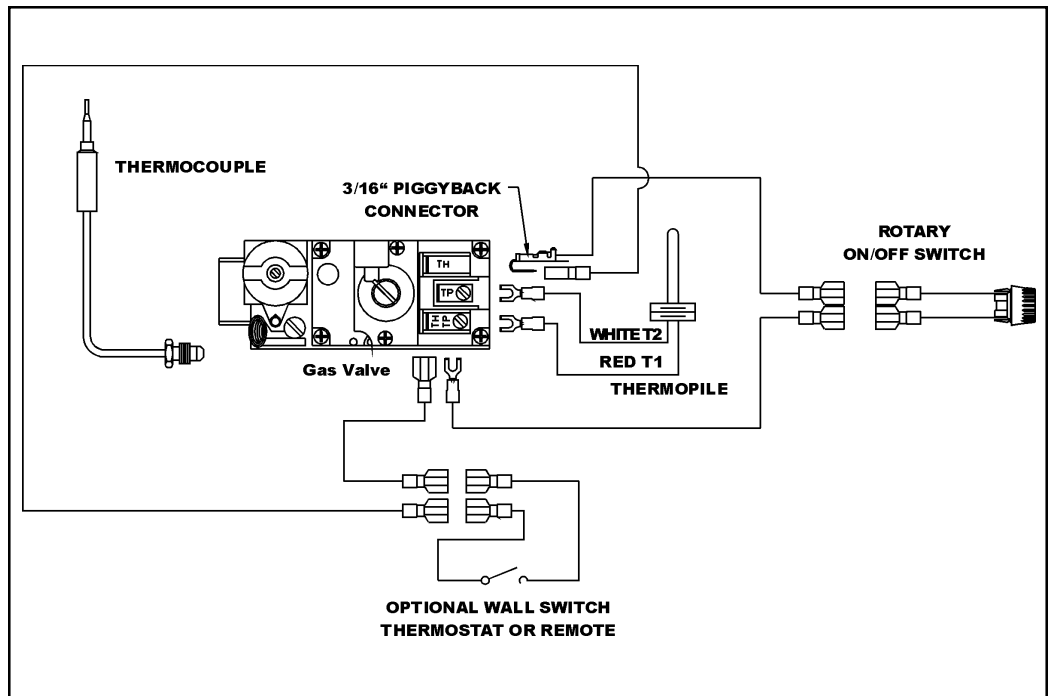 THERMOCOUPLE
3/16“ PIGGYBACK
CONNECTOR
ROTARY
ON/OFF SWITCH
TH
TP
TH
TP
WHITE T2
RED T1
THERMOPILE
Gas Valve
OPTIONAL WALL SWITCH
THERMOSTAT OR REMOTE